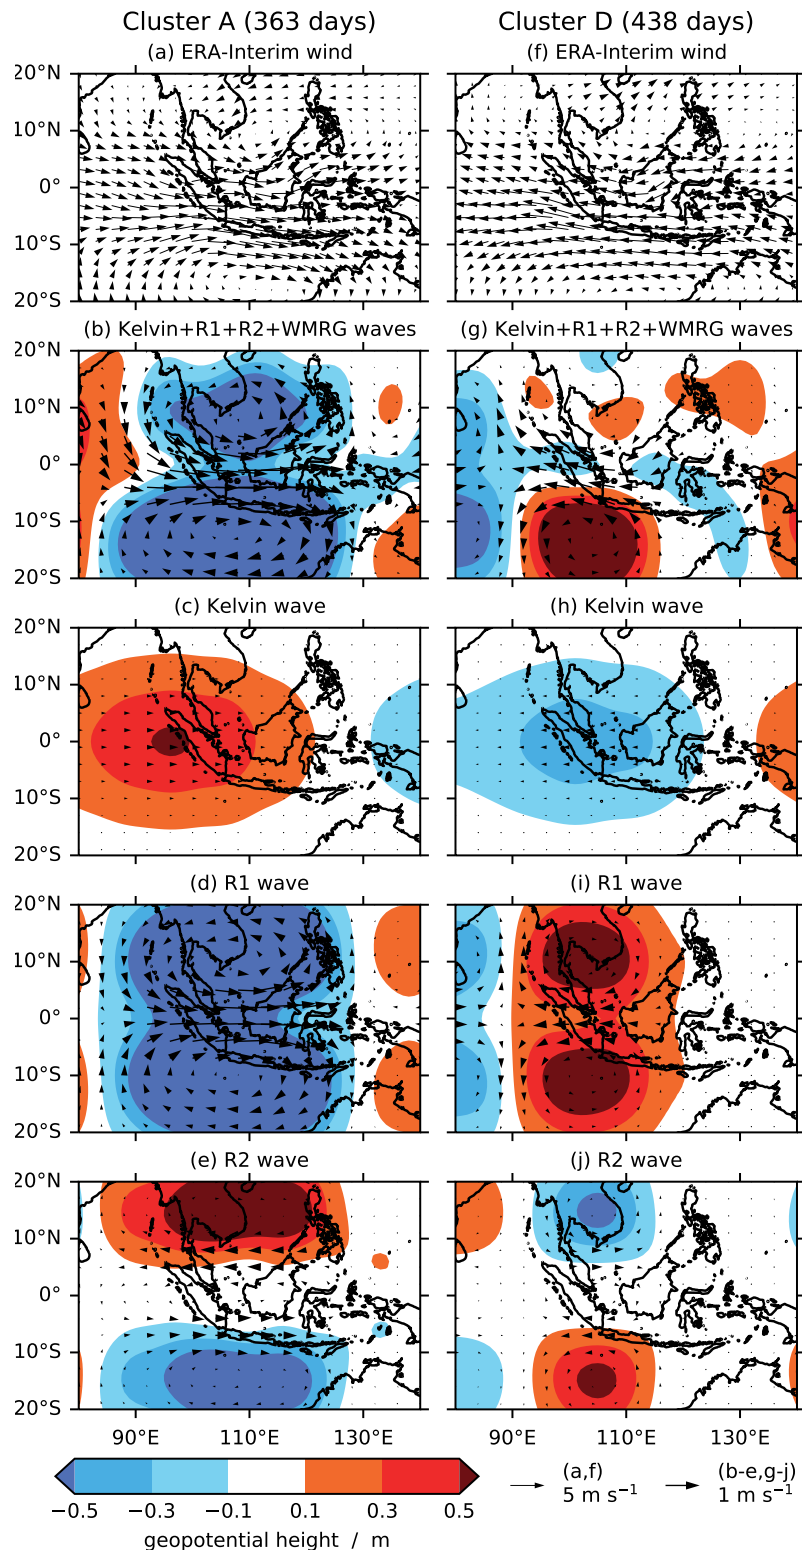 Cluster A (363 days) Cluster D (438 days)
(a) ERA-Interim wind (f) ERA-Interim wind
20°N
10°N
0°
10°S
20°S
(b) Kelvin+R1+R2+WMRG waves (g) Kelvin+R1+R2+WMRG waves
20°N
10°N
0°
10°S
20°S
(c) Kelvin wave (h) Kelvin wave
20°N
10°N
0°
10°S
20°S
(d) R1 wave (i) R1 wave
20°N
10°N
0°
10°S
20°S
(e) R2 wave (j) R2 wave
20°N
10°N
0°
10°S
20°S
90°E 110°E 130°E 90°E 110°E 130°E
(a,f) (b-e,g-j)
5 m s⁻¹ 1 m s⁻¹
−0.5 −0.3 −0.1 0.1 0.3 0.5
geopotential height / m